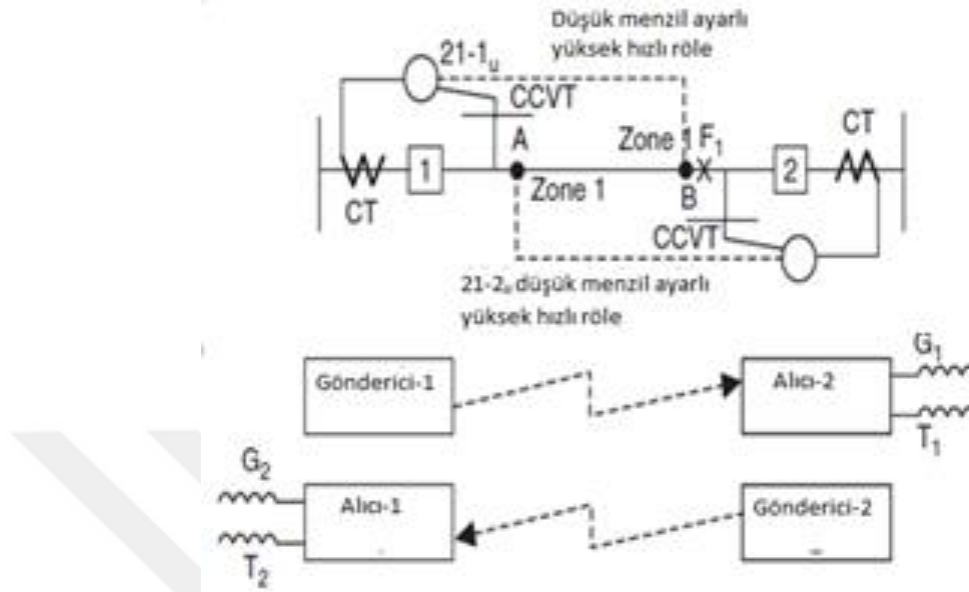 Düşük menzil ayarlı
yüksek hızlı röle
21-1u
CCVT
A
Zone 1
F1
CT
1
2
Zone 1
B
CT
CCVT
21-2u düşük menzil ayarlı
yüksek hızlı röle
G1
Gönderici-1
Alıcı-2
T1
G2
Alıcı-1
Gönderici-2
T2